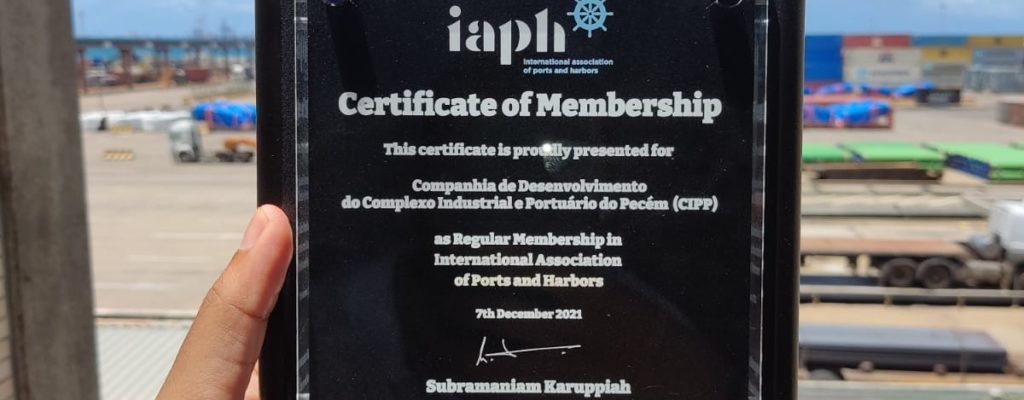 iaph
international association
of ports and harbors
Certificate of Membership
This certificate is proudly presented for
Companhia de Desenvolvimento
do Complexo Industrial e Portuário do Pecém (CIPP)
as Regular Membership in
International Association
of Ports and Harbors
7th December 2021
Subramaniam Karuppiah